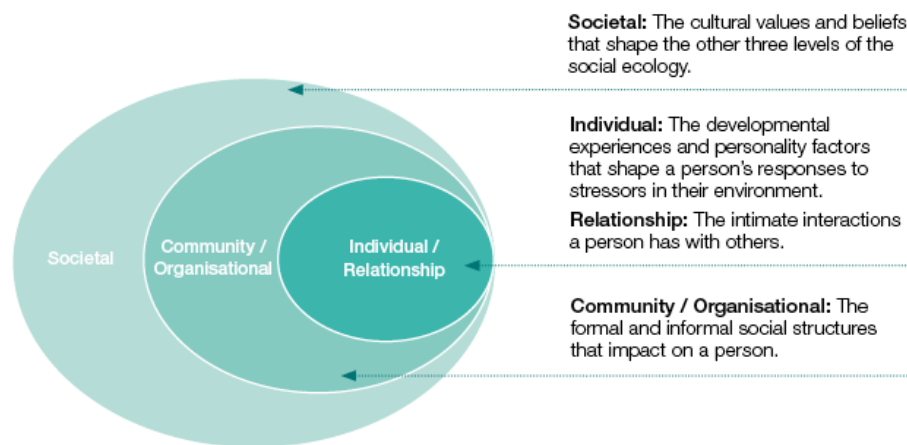 Societal: The cultural values and beliefs
that shape the other three levels of the
social ecology.
Individual: The developmental
experiences and personality factors
that shape a person's responses to
stressors in their environment.
Relationship: The intimate interactions
a person has with others.
Community / Organisational: The
formal and informal social structures
that impact on a person.
Societal
Community /
Organisational
Individual /
Relationship